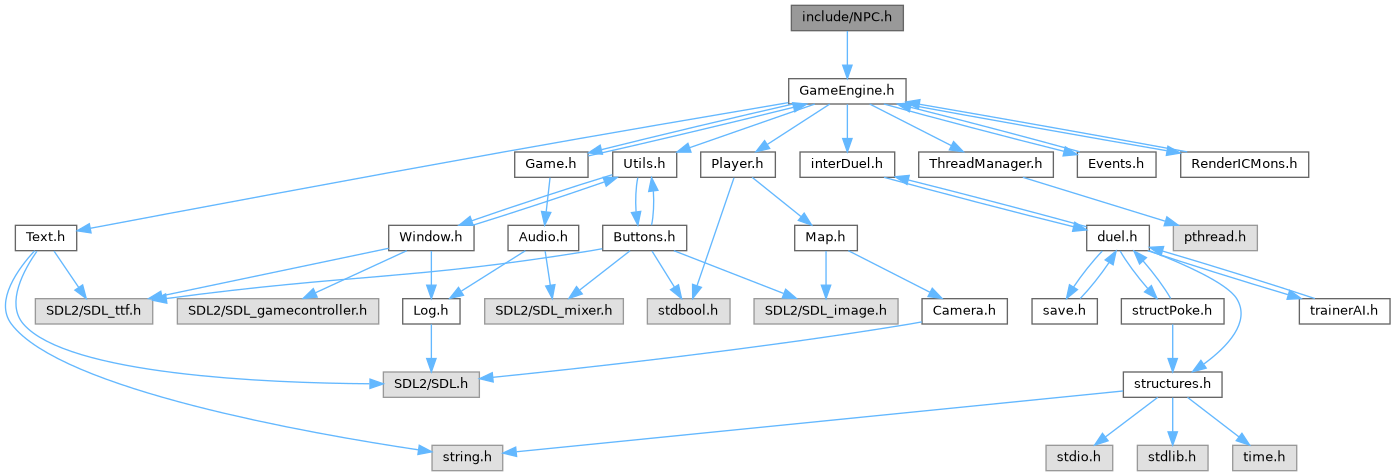 include/NPC.h
GameEngine.h
Game.h
Utils.h
Player.h
interDuel.h
ThreadManager.h
Events.h
RenderICMons.h
Text.h
Window.h
Audio.h
Buttons.h
Map.h
duel.h
pthread.h
SDL2/SDL_ttf.h
SDL2/SDL_gamecontroller.h
Log.h
SDL2/SDL_mixer.h
stdbool.h
SDL2/SDL_image.h
Camera.h
save.h
structPoke.h
trainerAI.h
SDL2/SDL.h
structures.h
string.h
stdio.h
stdlib.h
time.h